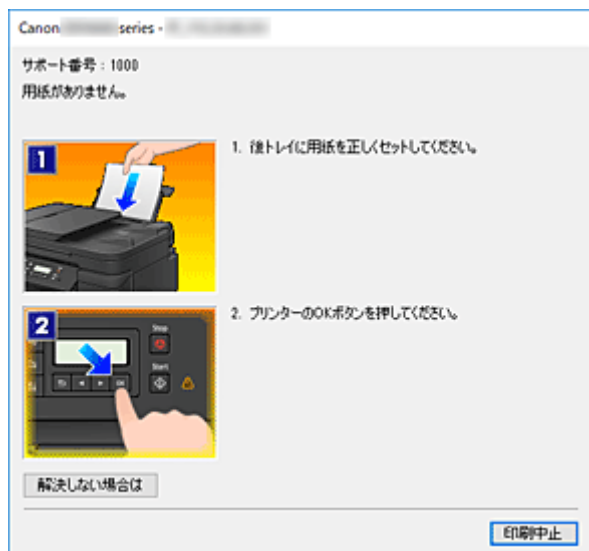 Canon series -
サポート番号：1000
用紙がありません。
1
1. 後トレイに用紙を正しくセットしてください。
2
2. プリンターのOKボタンを押してください。
Stop
Start
OK
解決しない場合は
印刷中止